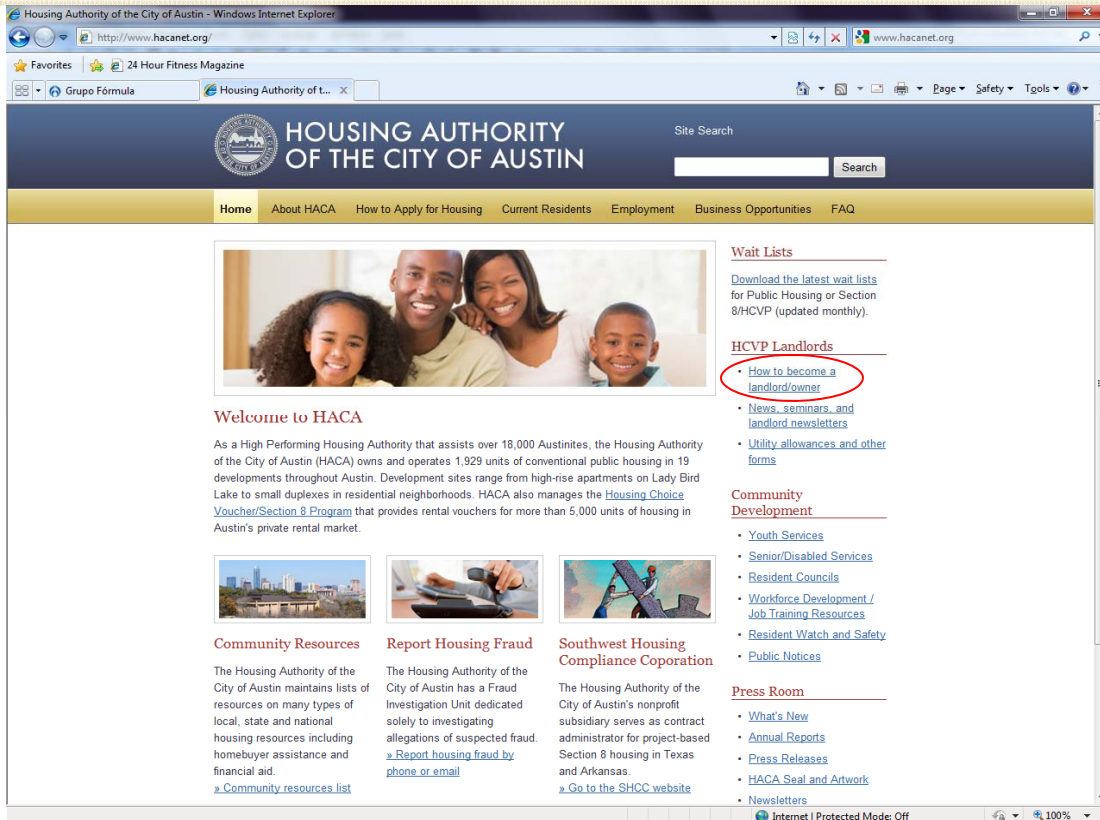 Housing Authority of the City of Austin - Windows Internet Explorer
http://www.hacanet.org/
www.hacanet.org
Favorites
24 Hour Fitness Magazine
Grupo Fórmula
Housing Authority of t... X
Page Safety Tools
HOUSING AUTHORITY
OF THE CITY OF AUSTIN
Site Search
Search
Home About HACA How to Apply for Housing Current Residents Employment Business Opportunities FAQ
Welcome to HACA
As a High Performing Housing Authority that assists over 18,000 Austinites, the Housing Authority
of the City of Austin (HACA) owns and operates 1,929 units of conventional public housing in 19
developments throughout Austin. Development sites range from high-rise apartments on Lady Bird
Lake to small duplexes in residential neighborhoods. HACA also manages the Housing Choice
Voucher/Section 8 Program that provides rental vouchers for more than 5,000 units of housing in
Austin's private rental market.
Community Resources
The Housing Authority of the
City of Austin maintains lists of
resources on many types of
local, state and national
housing resources including
homebuyer assistance and
financial aid.
» Community resources list
Report Housing Fraud
The Housing Authority of the
City of Austin has a Fraud
Investigation Unit dedicated
solely to investigating
allegations of suspected fraud.
» Report housing fraud by
phone or email
Southwest Housing
Compliance Coporation
The Housing Authority of the
City of Austin's nonprofit
subsidiary serves as contract
administrator for project-based
Section 8 housing in Texas
and Arkansas.
» Go to the SHCC website
Wait Lists
Download the latest wait lists
for Public Housing or Section
8/HCVP (updated monthly).
HCVP Landlords
• How to become a
landlord/owner
• News, seminars, and
landlord newsletters
• Utility allowances and other
forms
Community
Development
• Youth Services
• Senior/Disabled Services
• Resident Councils
• Workforce Development /
Job Training Resources
• Resident Watch and Safety
• Public Notices
Press Room
• What's New
• Annual Reports
• Press Releases
• HACA Seal and Artwork
• Newsletters
Internet | Protected Mode: Off
100%